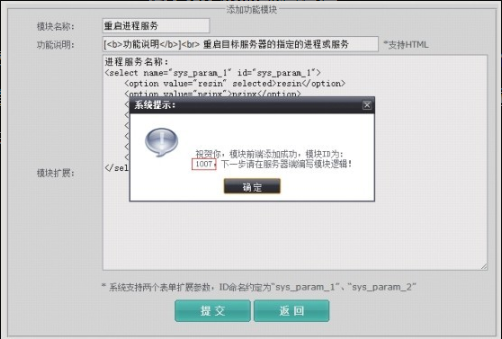 添加功能模块
模块名称:
重启进程服务
功能说明:
[<b>功能说明</b>]<br> 重启目标服务器的指定的进程或服务
*支持HTML
模块扩展:
进程服务名称:
<select name="sys_param_1" id="sys_param_1">
<option value="resin" selected>resin</option>
<option value="nginx">nginx</option>
<
<
<
<
<
</sel
系统提示:
祝贺你, 模块前端添加成功, 模块ID为:
1007, 下一步请在服务器端编写模块逻辑!
确定
* 系统支持两个表单扩展参数, ID命名约定为"sys_param_1"、"sys_param_2"
提交
返回